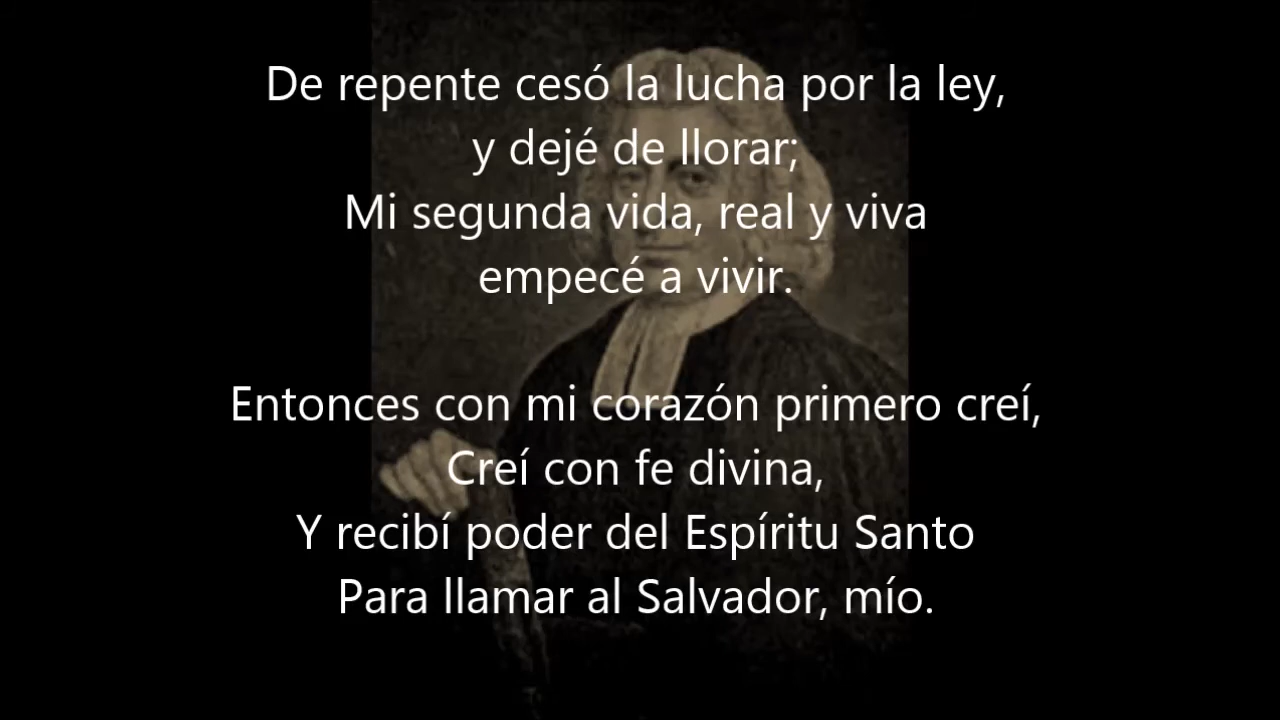 De repente cesó la lucha por la ley,
y dejé de llorar;
Mi segunda vida, real y viva
empecé a vivir.
Entonces con mi corazón primero creí,
Creí con fe divina,
Y recibí poder del Espíritu Santo
Para llamar al Salvador, mío.